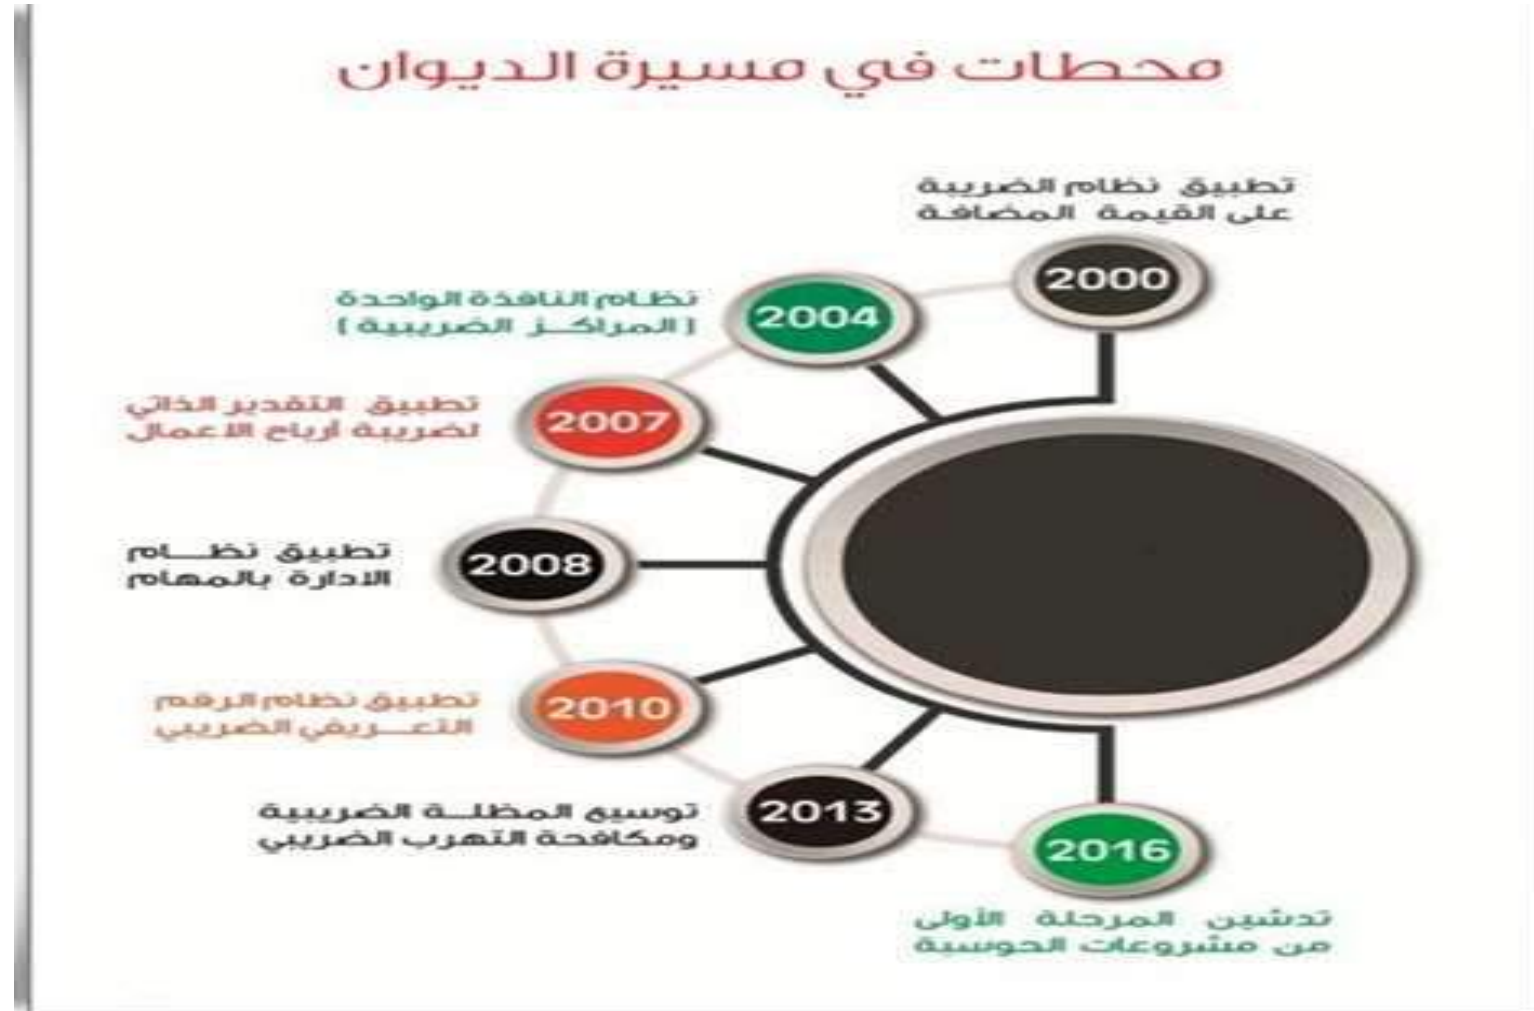 محطات في مسيرة الديوان
تطبيق نظام الضريبة
على القيمة المضافة
2000
نظام النافذة الواحدة
(المراكز الضريبية)
2004
تطبيق التقدير الذاتي
لضريبة أرباح الاعمال
2007
تطبيق نظام
الادارة بالمهام
2008
تطبيق نظام الرقم
التعريفي الضريبي
2010
توسيع المظلة الضريبية
ومكافحة التهرب الضريبي
2013
2016
تدشين المرحلة الأولى
من مشروعات الحوسبة